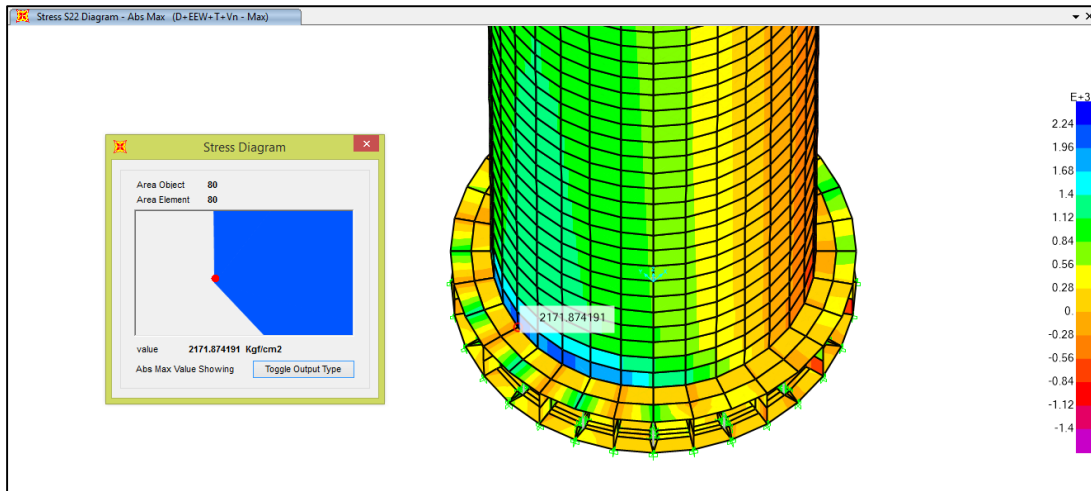 Stress S22 Diagram - Abs Max (D+EEW+T+Vn - Max)
Stress Diagram
Area Object 80
Area Element 80
value 2171.874191 Kgf/cm2
Abs Max Value Showing Toggle Output Type
2171.874191
E+3
2.24
1.96
1.68
1.4
1.12
0.84
0.56
0.28
0.
-0.28
-0.56
-0.84
-1.12
-1.4